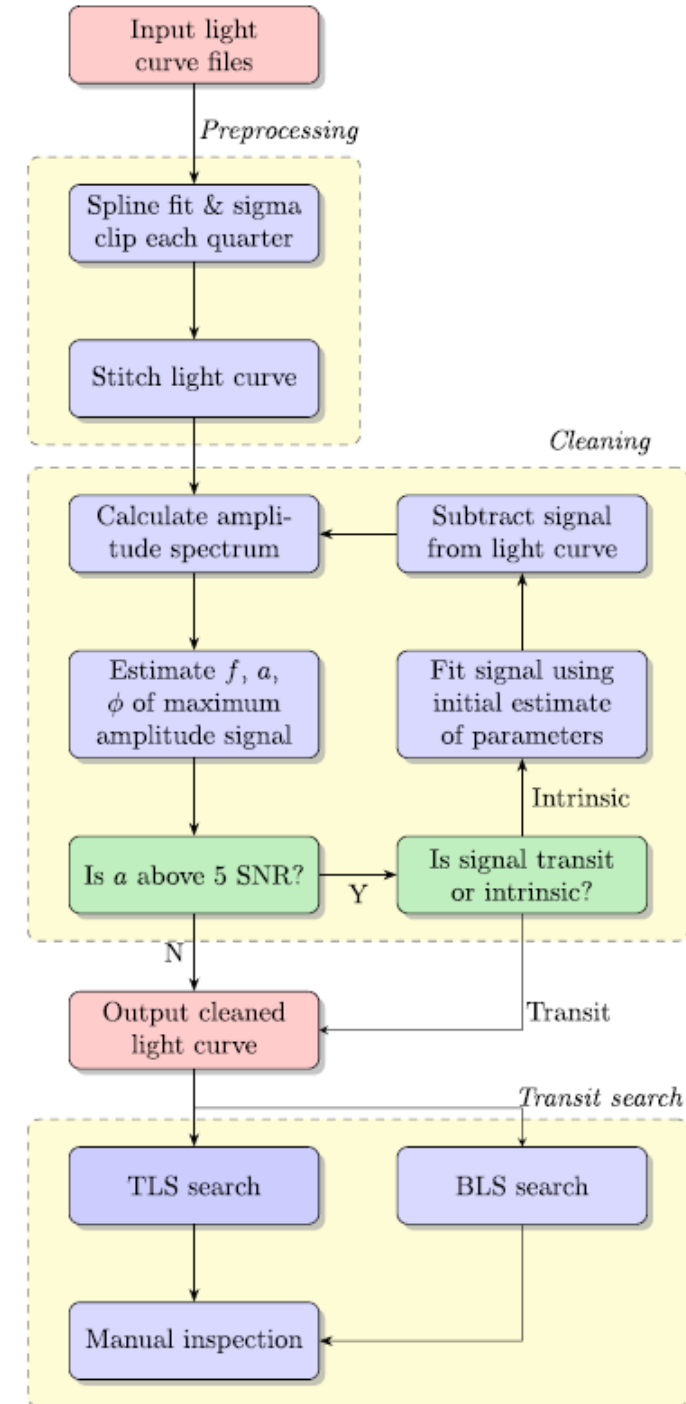 Input light
curve files
Preprocessing
Spline fit & sigma
clip each quarter
Stitch light curve
Cleaning
Calculate ampli-
tude spectrum
Subtract signal
from light curve
Estimate f, a,
ϕ of maximum
amplitude signal
Fit signal using
initial estimate
of parameters
Intrinsic
Is a above 5 SNR?
Y
Is signal transit
or intrinsic?
N
Output cleaned
light curve
Transit
Transit search
TLS search
BLS search
Manual inspection